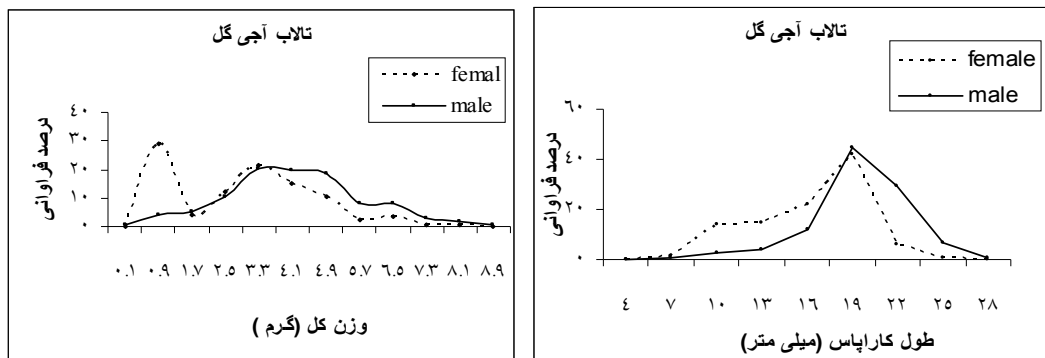 تالاب آجی گل
femal
male
درصد فراوانی
٤٠
٣٠
٢٠
١٠
٠
٠.١ ٠.٩ ١.٧ ٢.٥ ٣.٣ ٤.١ ٤.٩ ٥.٧ ٦.٥ ٧.٣ ٨.١ ٨.٩
وزن کل (گرم )
تالاب آجی گل
female
male
درصد فراوانی
٦٠
٤٠
٢٠
٠
٤ ٧ ١٠ ١٣ ١٦ ١٩ ٢٢ ٢٥ ٢٨
طول کاراپاس (میلی متر)